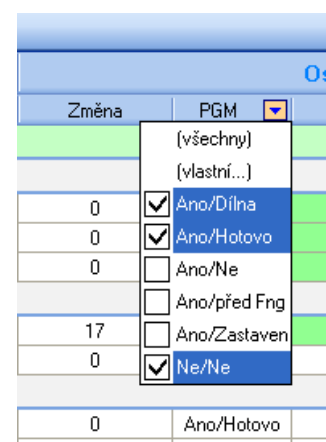 Os
Změna PGM
(všechny)
(vlastní...)
0 Ano/Dílna
0 Ano/Hotovo
0 Ano/Ne
Ano/před Fng
17 Ano/Zastaven
0 Ne/Ne
0 Ano/Hotovo